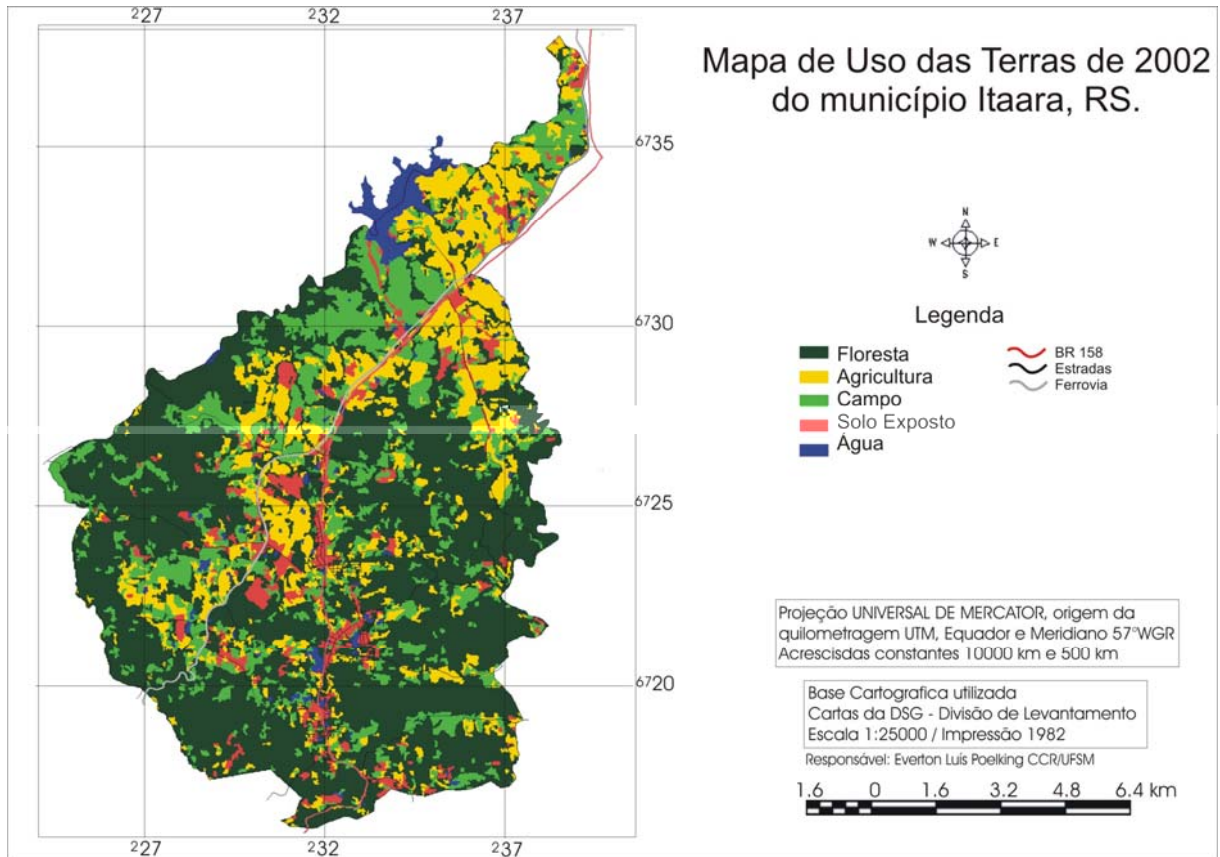 227 232 237
Mapa de Uso das Terras de 2002
do município Itaara, RS.
6735
N
W E
S
Legenda
6730
Floresta
Agricultura
Campo
Solo Exposto
Água
BR 158
Estradas
Ferrovia
6725
Projeção UNIVERSAL DE MERCATOR, origem da
quilometragem UTM, Equador e Meridiano 57°WGR
Acrescisdas constantes 10000 km e 500 km
6720
Base Cartografica utilizada
Cartas da DSG - Divisão de Levantamento
Escala 1:25000 / Impressão 1982
Responsável: Everton Luís Poelking CCR/UFSM
1.6 0 1.6 3.2 4.8 6.4 km
227 232 237